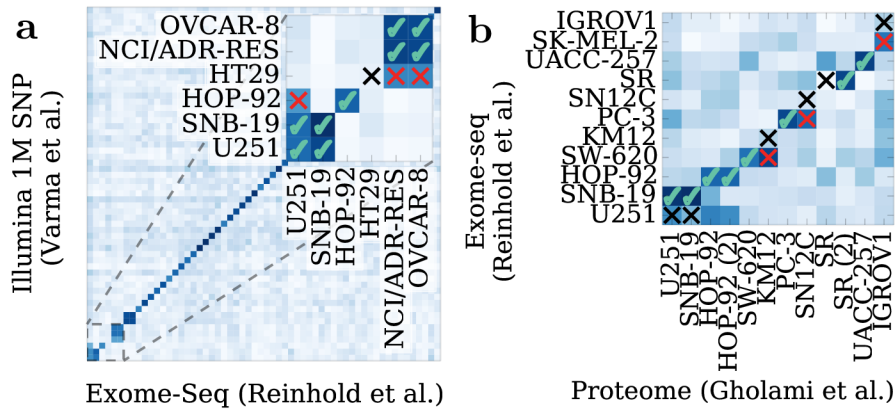 a
Illumina 1M SNP
(Varma et al.)
OVCAR-8
NCI/ADR-RES
HT29
HOP-92
SNB-19
U251
U251
SNB-19
HOP-92
HT29
NCI/ADR-RES
OVCAR-8
Exome-Seq (Reinhold et al.)
b
Exome-seq
(Reinhold et al.)
IGROV1
SK-MEL-2
UACC-257
SR
SN12C
PC-3
KM12
SW-620
HOP-92
SNB-19
U251
U251
SNB-19
HOP-92
HOP-92 (2)
SW-620
KM12
PC-3
SN12C
SR
SR (2)
UACC-257
IGROV1
Proteome (Gholami et al.)